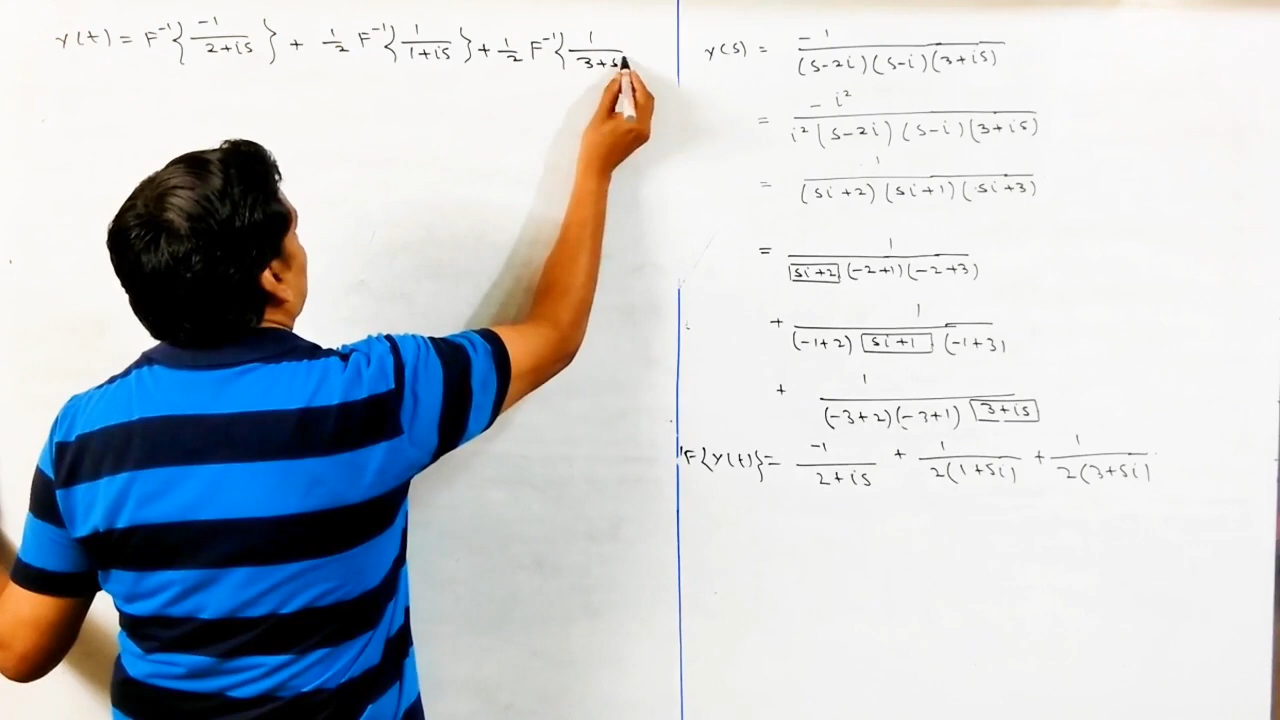 y(t) = F⁻¹{ -1 / 2+is } + 1/2 F⁻¹{ 1 / 1+is } + 1/2 F⁻¹{ 1 / 3+s
y(s) = -1 / (s-2i)(s-i)(3+is)
= -i² / i²(s-2i)(s-i)(3+is)
= 1 / (si+2)(si+1)(si+3)
= 1 / si+2 (-2+1)(-2+3)
+ 1 / (-1+2) si+1 (-1+3)
+ 1 / (-3+2)(-3+1) 3+is
F{y(t)} = -1 / 2+is + 1 / 2(1+si) + 1 / 2(3+si)